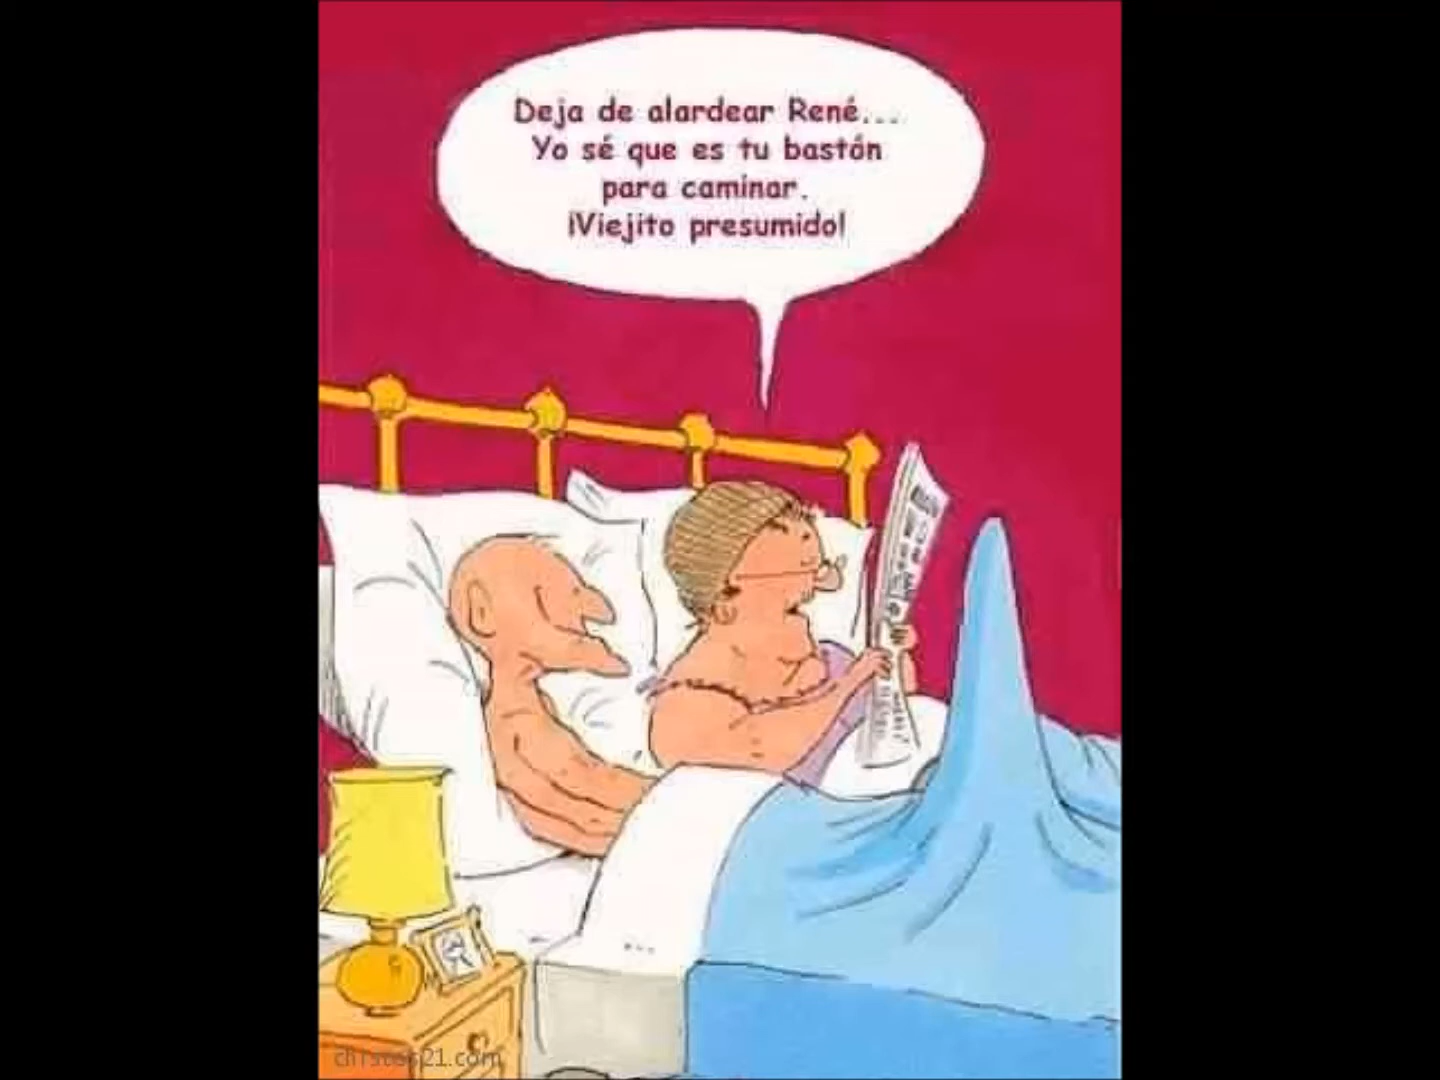 Deja de alardear René...
Yo sé que es tu bastón
para caminar.
¡Viejito presumido!